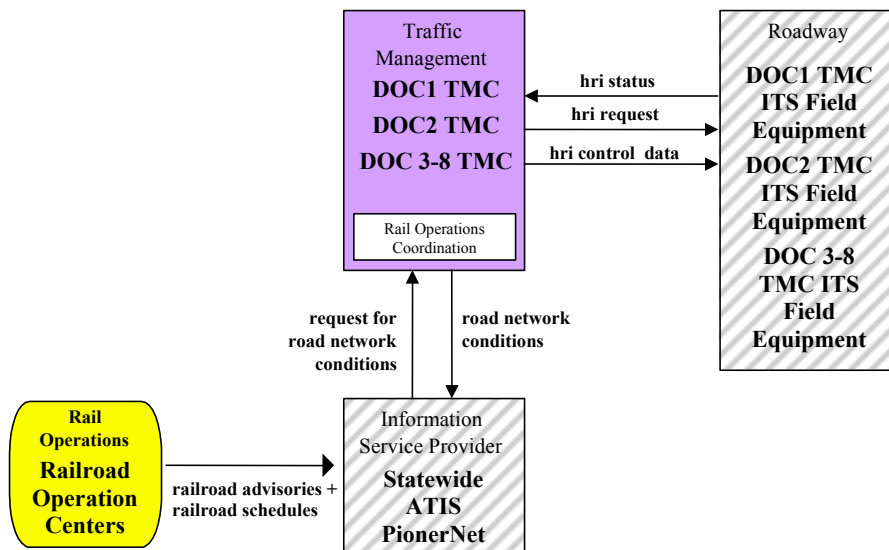 Traffic
Management
DOC1 TMC
DOC2 TMC
DOC 3-8 TMC
Rail Operations
Coordination
hri status
hri request
hri control_data
Roadway
DOC1 TMC
ITS Field
Equipment
DOC2 TMC
ITS Field
Equipment
DOC 3-8
TMC ITS
Field
Equipment
request for
road network
conditions
road network
conditions
Rail
Operations
Railroad
Operation
Centers
railroad advisories +
railroad schedules
Information
Service Provider
Statewide
ATIS
PionerNet